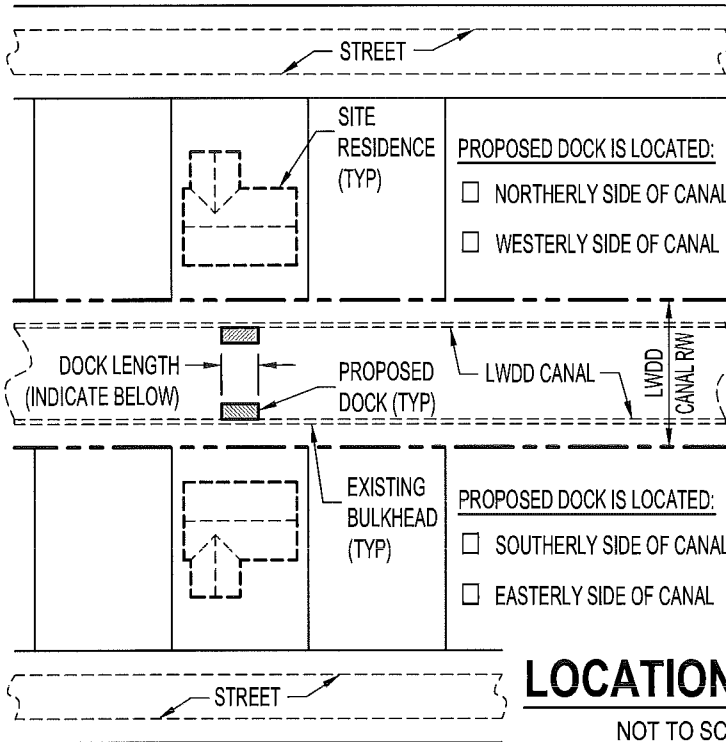 STREET
SITE
RESIDENCE
(TYP)
PROPOSED DOCK IS LOCATED:
NORTHERLY SIDE OF CANAL
WESTERLY SIDE OF CANAL
DOCK LENGTH
(INDICATE BELOW)
PROPOSED
DOCK (TYP)
LWDD CANAL
LWDD
CANAL R/W
EXISTING
BULKHEAD
(TYP)
PROPOSED DOCK IS LOCATED:
SOUTHERLY SIDE OF CANAL
EASTERLY SIDE OF CANAL
STREET
LOCATION
NOT TO